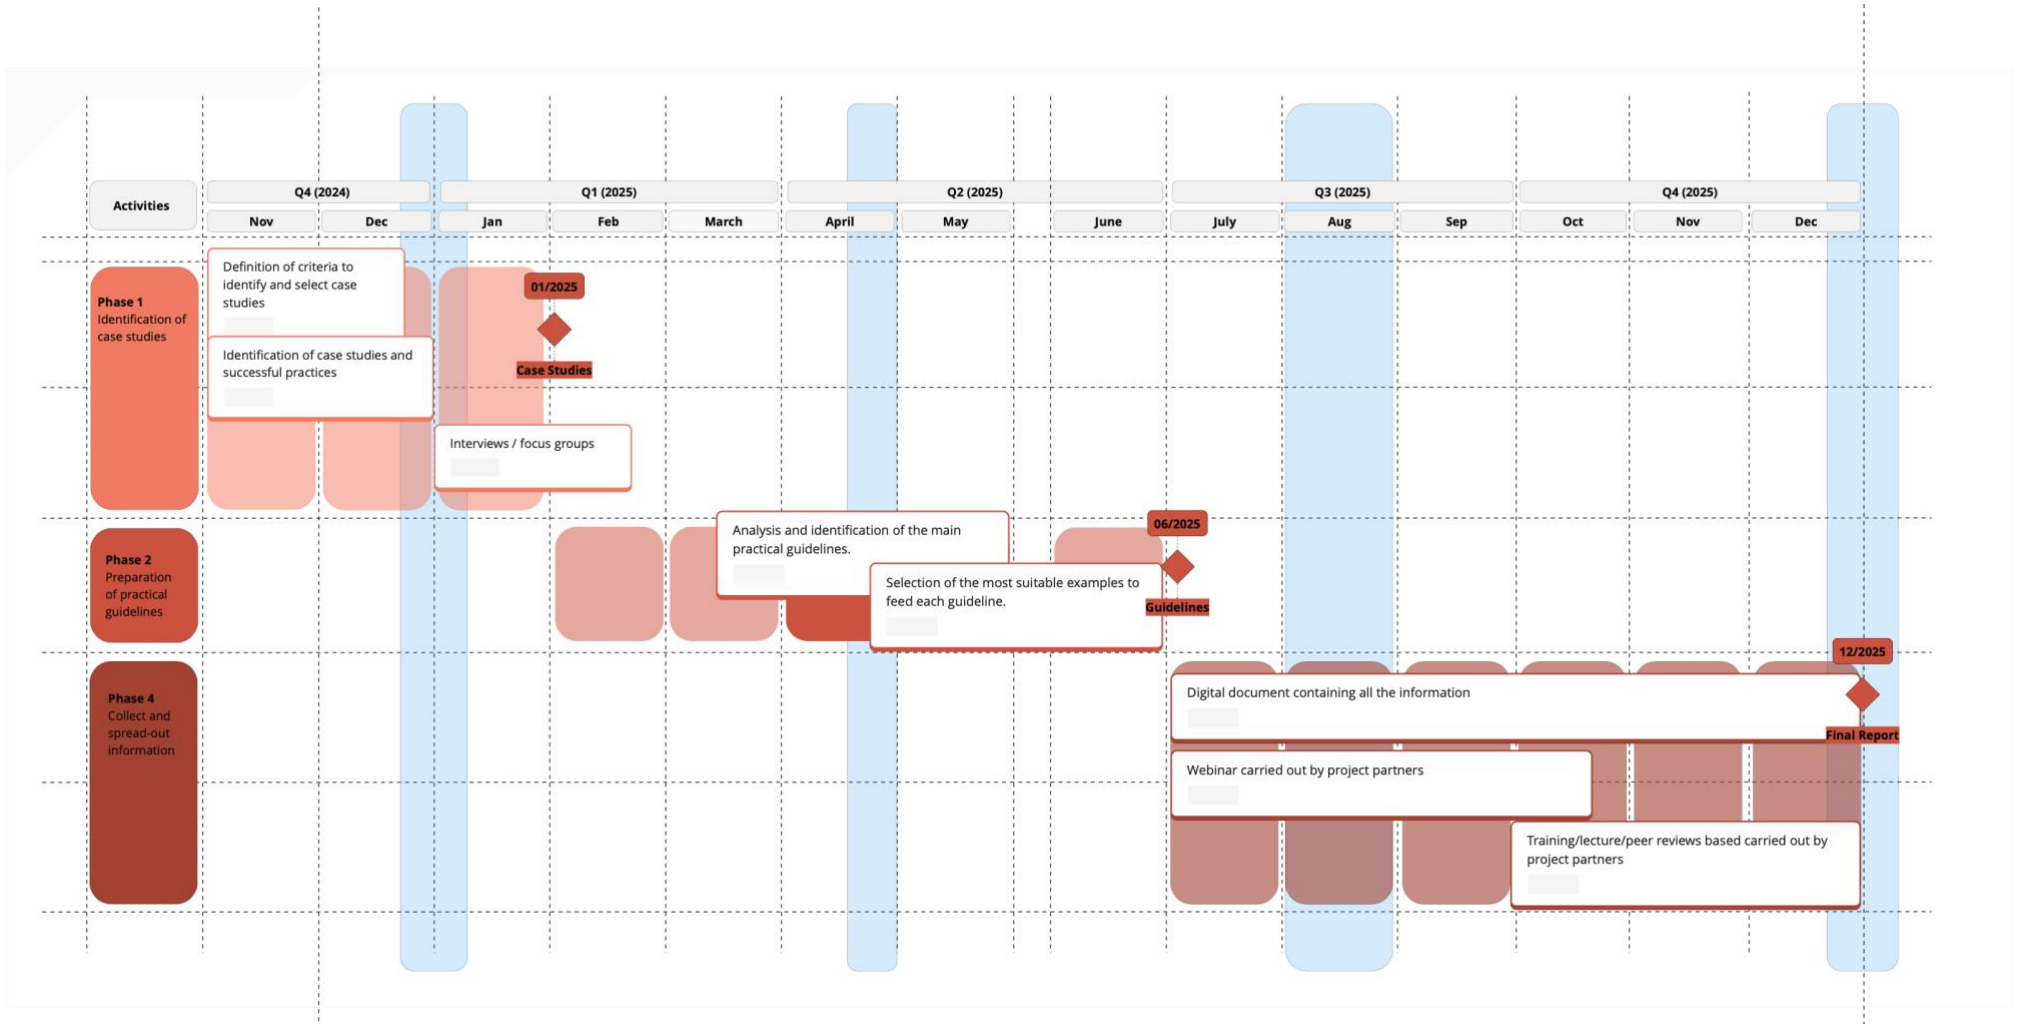 Activities
Q4 (2024)
Q1 (2025)
Q2 (2025)
Q3 (2025)
Q4 (2025)
Nov
Dec
Jan
Feb
March
April
May
June
July
Aug
Sep
Oct
Nov
Dec
Phase 1
Identification of
case studies
Definition of criteria to
identify and select case
studies
Identification of case studies and
successful practices
01/2025
Case Studies
Interviews / focus groups
Phase 2
Preparation
of practical
guidelines
Analysis and identification of the main
practical guidelines.
Selection of the most suitable examples to
feed each guideline.
06/2025
Guidelines
Phase 4
Collect and
spread-out
information
12/2025
Digital document containing all the information
Final Report
Webinar carried out by project partners
Training/lecture/peer reviews based carried out by
project partners